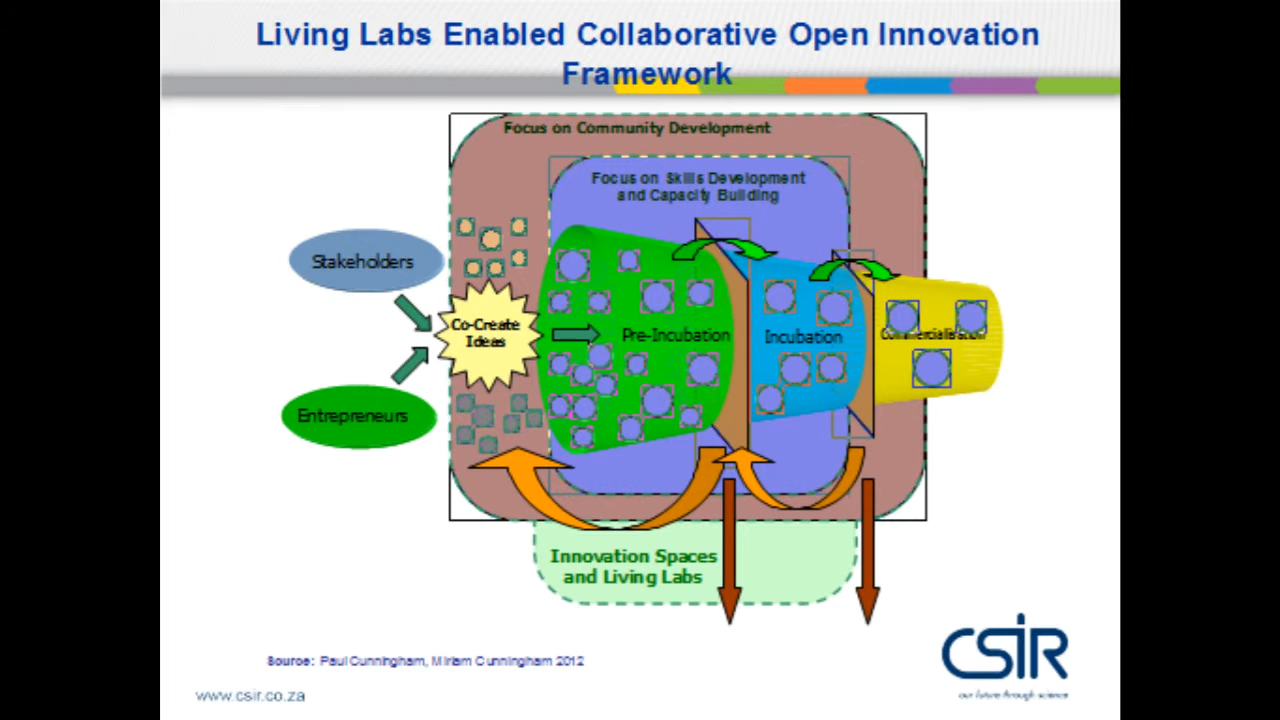 Living Labs Enabled Collaborative Open Innovation
Framework
Focus on Community Development
Focus on Skills Development
and Capacity Building
Stakeholders
Co-Create
Ideas
Pre-Incubation
Incubation
Commercialisation
Entrepreneurs
Innovation Spaces
and Living Labs
Source: Paul Cunningham, Miriam Cunningham 2012
CSIR
our future through science
www.csir.co.za